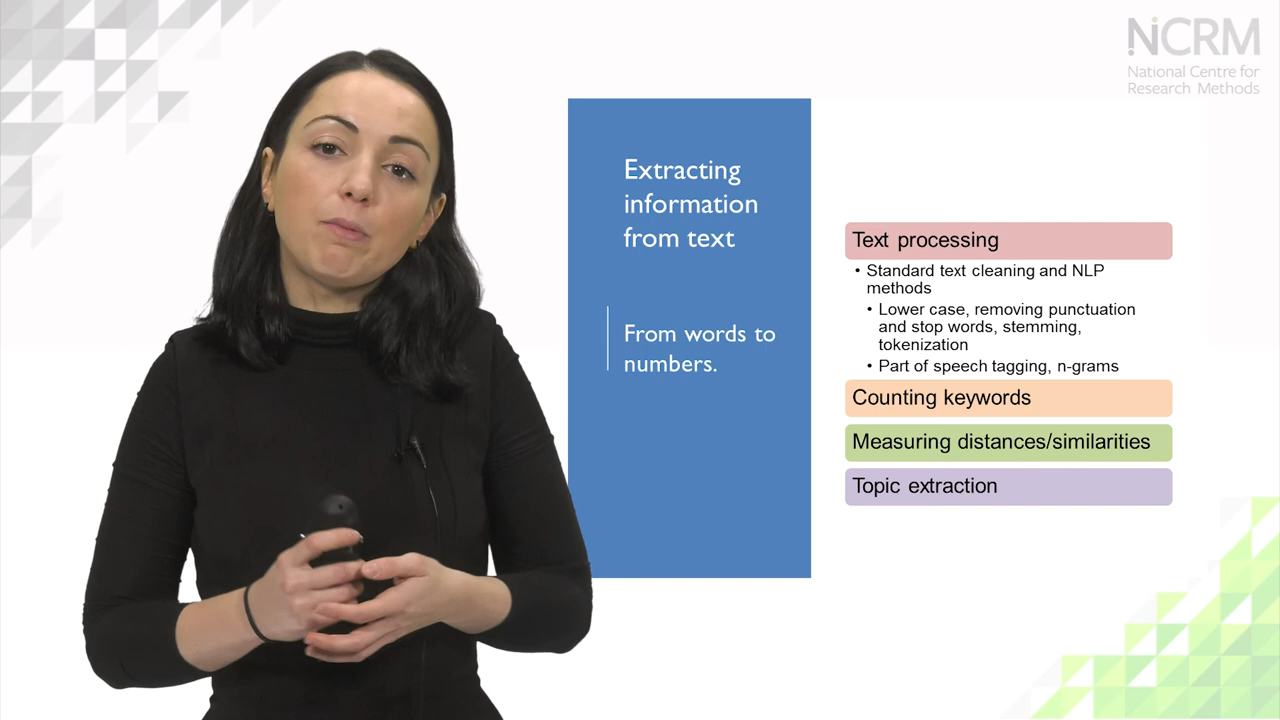 NCRM
National Centre for
Research Methods
Extracting
information
from text
From words to
numbers.
Text processing
• Standard text cleaning and NLP
methods
• Lower case, removing punctuation
and stop words, stemming,
tokenization
• Part of speech tagging, n-grams
Counting keywords
Measuring distances/similarities
Topic extraction